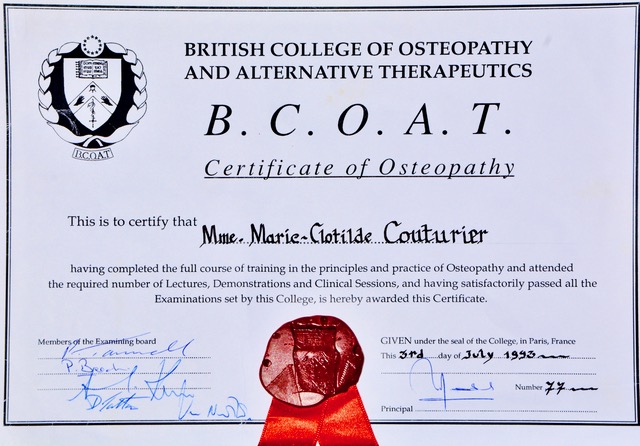 BRITISH COLLEGE OF OSTEOPATHY
AND ALTERNATIVE THERAPEUTICS
B. C. O. A. T.
B.C.O.A.T
Certificate of Osteopathy
This is to certify that Mme. Marie-Clotilde Couturier
having completed the full course of training in the principles and practice of Osteopathy and attended
the required number of Lectures, Demonstrations and Clinical Sessions, and having satisfactorily passed all the
Examinations set by this College, is hereby awarded this Certificate.
Members of the Examining board
GIVEN under the seal of the College, in Paris, France
This 3rd day of July 1993
Number 77
Principal